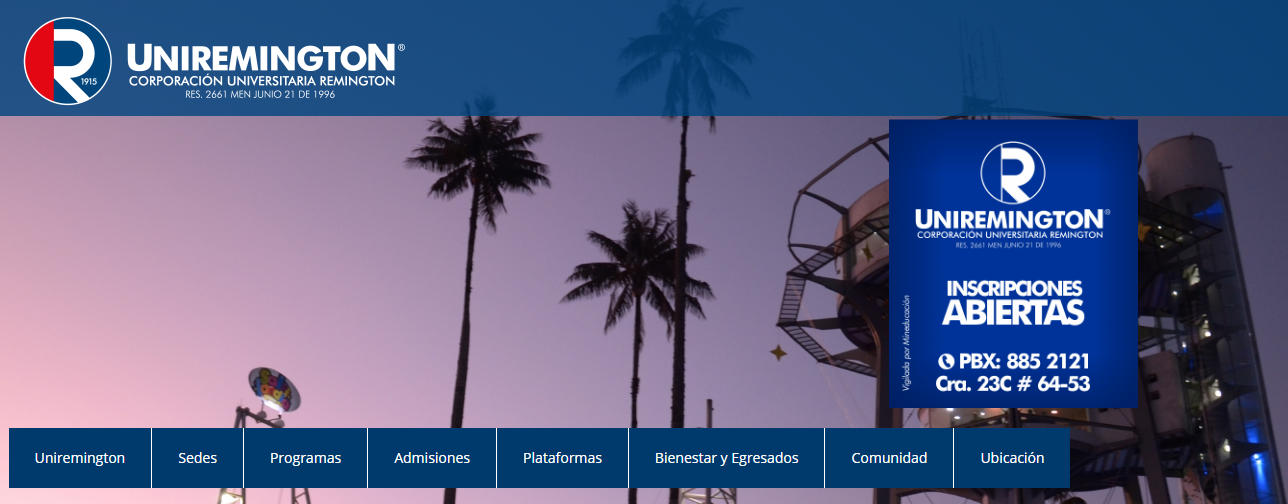 R
1915
UNIREMINGTON®
CORPORACIÓN UNIVERSITARIA REMINGTON
RES. 2661 MEN JUNIO 21 DE 1996
R
UNIREMINGTON®
CORPORACIÓN UNIVERSITARIA REMINGTON
RES. 2661 MEN JUNIO 21 DE 1996
INSCRIPCIONES
ABIERTAS
Vigilada por Mineducación
PBX: 885 2121
Cra. 23C # 64-53
Uniremington Sedes Programas Admisiones Plataformas Bienestar y Egresados Comunidad Ubicación